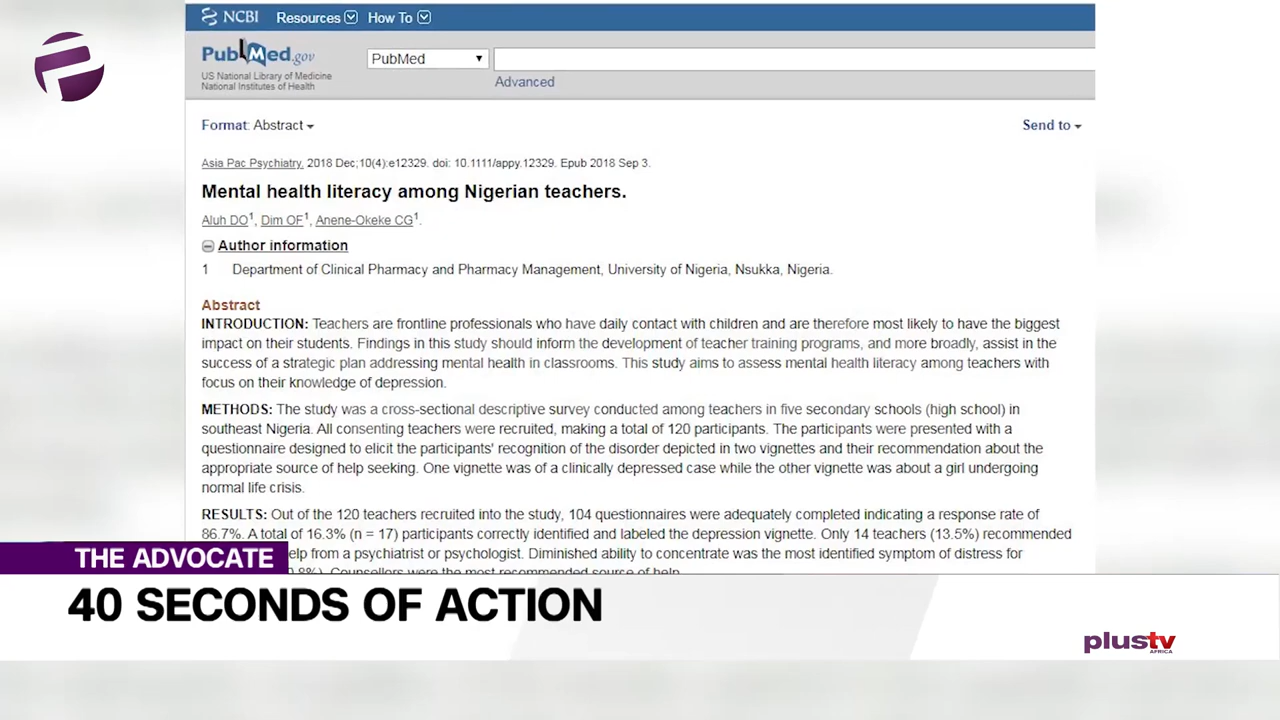 NCBI Resources How To
PubMed.gov
US National Library of Medicine
National Institutes of Health
PubMed
Advanced
Format: Abstract
Send to
Asia Pac Psychiatry. 2018 Dec;10(4):e12329. doi: 10.1111/appy.12329. Epub 2018 Sep 3.
Mental health literacy among Nigerian teachers.
Aluh DO1, Dim OF1, Anene-Okeke CG1.
Author information
1 Department of Clinical Pharmacy and Pharmacy Management, University of Nigeria, Nsukka, Nigeria.
Abstract
INTRODUCTION: Teachers are frontline professionals who have daily contact with children and are therefore most likely to have the biggest
impact on their students. Findings in this study should inform the development of teacher training programs, and more broadly, assist in the
success of a strategic plan addressing mental health in classrooms. This study aims to assess mental health literacy among teachers with
focus on their knowledge of depression.
METHODS: The study was a cross-sectional descriptive survey conducted among teachers in five secondary schools (high school) in
southeast Nigeria. All consenting teachers were recruited, making a total of 120 participants. The participants were presented with a
questionnaire designed to elicit the participants' recognition of the disorder depicted in two vignettes and their recommendation about the
appropriate source of help seeking. One vignette was of a clinically depressed case while the other vignette was about a girl undergoing
normal life crisis.
RESULTS: Out of the 120 teachers recruited into the study, 104 questionnaires were adequately completed indicating a response rate of
86.7%. A total of 16.3% (n = 17) participants correctly identified and labeled the depression vignette. Only 14 teachers (13.5%) recommended
elp from a psychiatrist or psychologist. Diminished ability to concentrate was the most identified symptom of distress for
0.8%). Counsellors were the most recommended source of help.
THE ADVOCATE
40 SECONDS OF ACTION
plustv
AFRICA